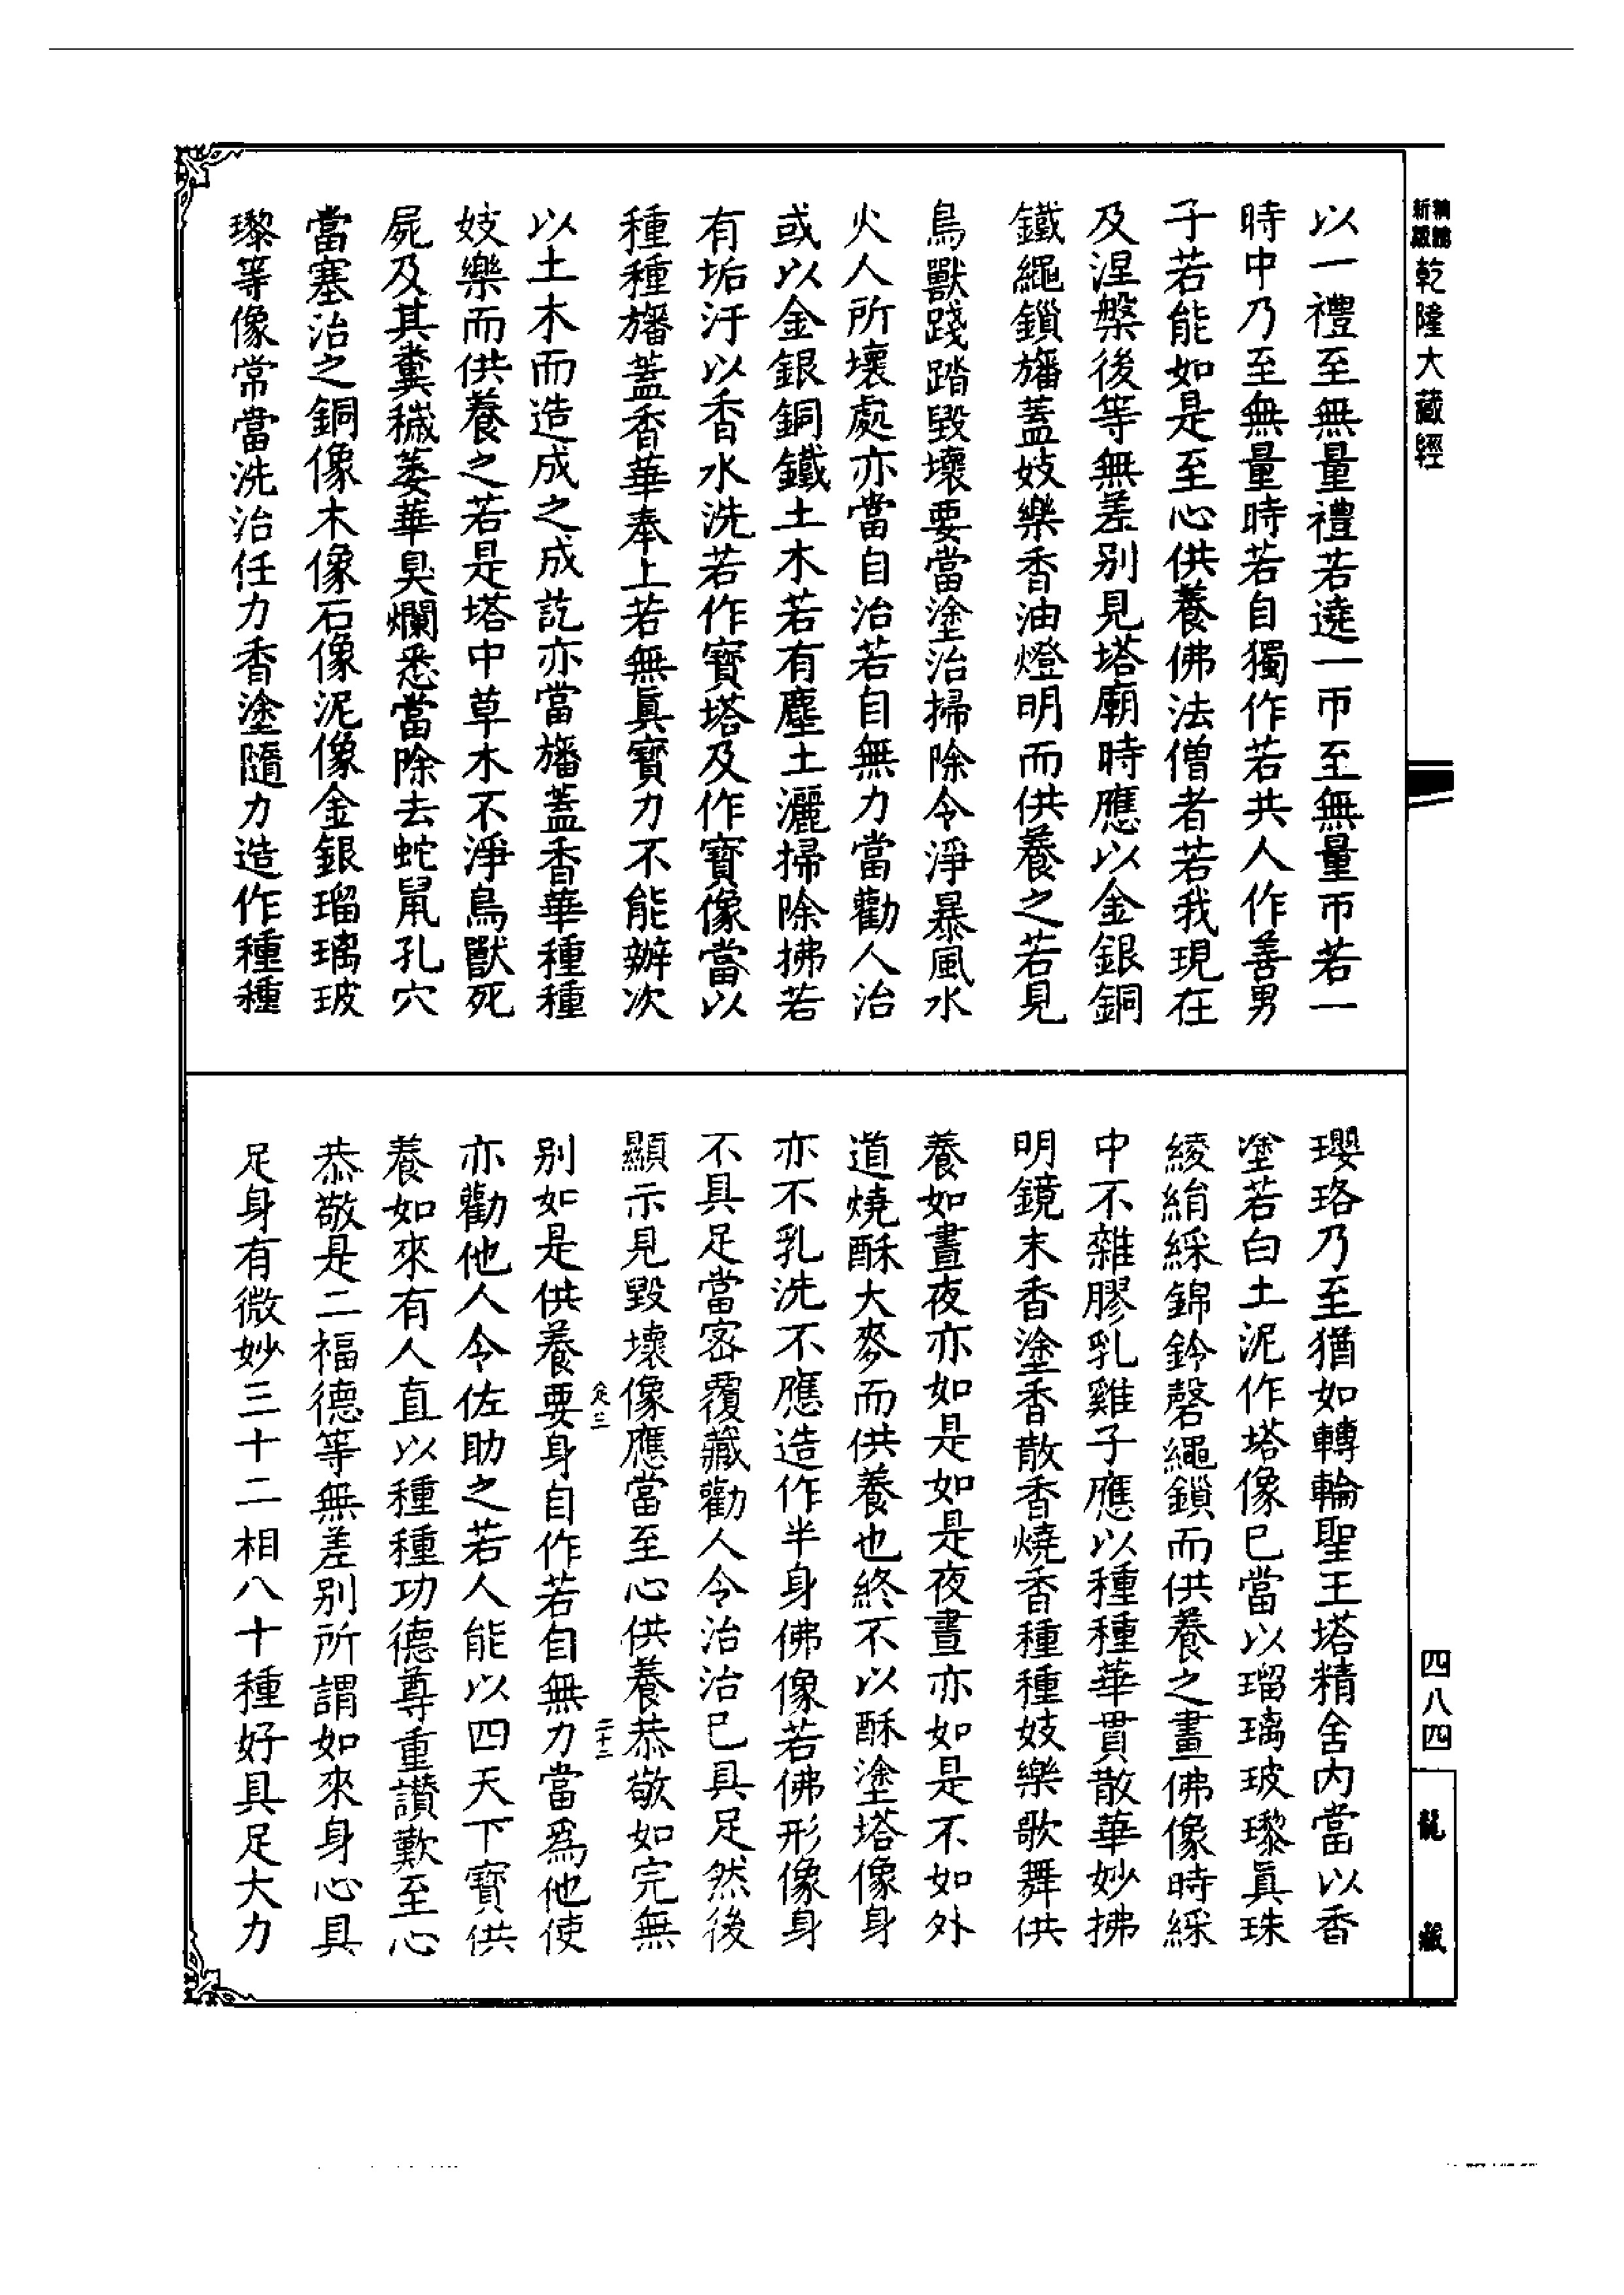 新編縮版乾隆大藏經
以一禮至無量禮若遶一帀至無量帀若一
時中乃至無量時若自獨作若共人作善男
子若能如是至心供養佛法僧者若我現在
及涅槃後等無差别見塔廟時應以金銀銅
鐵繩鎖旛蓋妓樂香油燈明而供養之若見
鳥獸踐踏毀壞要當塗治掃除令淨暴風水
火人所壞處亦當自治若自無力當勸人治
或以金銀銅鐵土木若有塵土灑掃除拂若
有垢汙以香水洗若作寶塔及作寶像當以
種種旛蓋香華奉上若無眞寶力不能辦次
以土木而造成之成訖亦當旛蓋香華種種
妓樂而供養之若是塔中草木不淨鳥獸死
屍及其糞穢萎華臭爛悉當除去蛇鼠孔穴
當塞治之銅像木像石像泥像金銀瑠璃玻
瓈等像常當洗治任力香塗隨力造作種種
瓔珞乃至猶如轉輪聖王塔精舍內當以香
塗若白土泥作塔像已當以瑠璃玻瓈眞珠
綾絹綵錦鈴磬繩鎖而供養之畫佛像時綵
中不雜膠乳雞子應以種種華貫散華妙拂
明鏡末香塗香散香燒香種種妓樂歌舞供
養如晝夜亦如是如是夜晝亦如是不如外
道燒酥大麥而供養也終不以酥塗塔像身
亦不乳洗不應造作半身佛像若佛形像身
不具足當密覆藏勸人令治治已具足然後
顯示見毀壞像應當至心供養恭敬如完無
别如是供養要身自作若自無力當爲他使
亦勸他人令佐助之若人能以四天下寶供
養如來有人直以種種功德尊重讃歎至心
恭敬是二福德等無差别所謂如來身心具
足身有微妙三十二相八十種好具足大力
四八四
龍藏